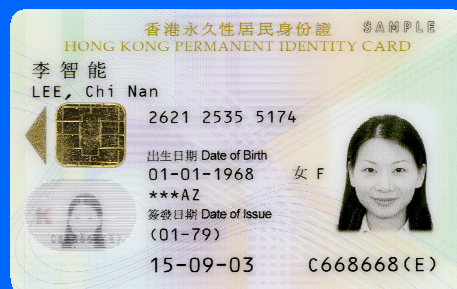 香港永久性居民身份證 SAMPLE
HONG KONG PERMANENT IDENTITY CARD
李智能
LEE, Chi Nan
2621 2535 5174
出生日期 Date of Birth
01-01-1968 女 F
***AZ
簽發日期 Date of Issue
(01-79)
15-09-03 C668668(E)